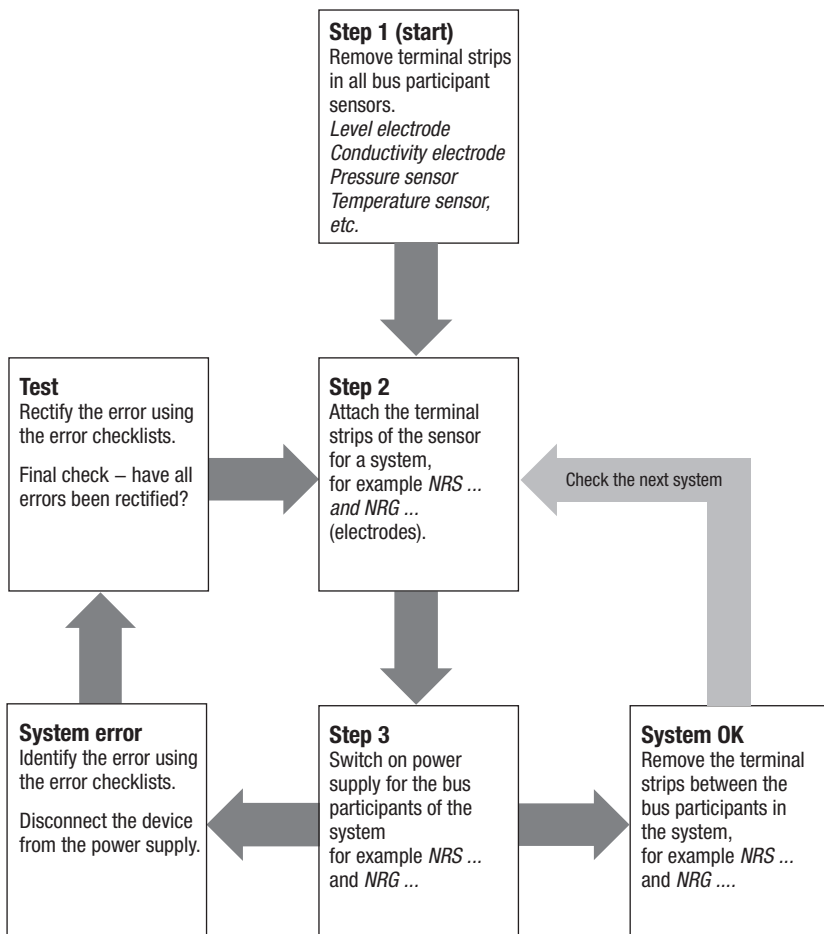 Step 1 (start)
Remove terminal strips
in all bus participant
sensors.
Level electrode
Conductivity electrode
Pressure sensor
Temperature sensor,
etc.
Test
Rectify the error using
the error checklists.
Final check – have all
errors been rectified?
Step 2
Attach the terminal
strips of the sensor
for a system,
for example NRS ...
and NRG ...
(electrodes).
Check the next system
System error
Identify the error using
the error checklists.
Disconnect the device
from the power supply.
Step 3
Switch on power
supply for the bus
participants of the
system
for example NRS ...
and NRG ...
System OK
Remove the terminal
strips between the
bus participants in
the system,
for example NRS ...
and NRG ....